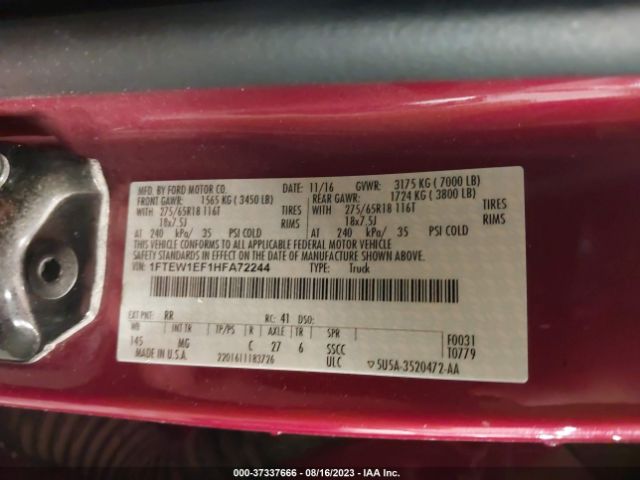 MFD. BY FORD MOTOR CO. DATE: 11/16 GVWR: 3175 KG ( 7000 LB)
FRONT GAWR: 1565 KG ( 3450 LB) REAR GAWR: 1724 KG ( 3800 LB)
WITH 275/65R18 116T TIRES WITH 275/65R18 116T TIRES
18x7.5J RIMS 18x7.5J RIMS
AT 240 kPa/ 35 PSI COLD AT 240 kPa/ 35 PSI COLD
THIS VEHICLE CONFORMS TO ALL APPLICABLE FEDERAL MOTOR VEHICLE
SAFETY STANDARDS IN EFFECT ON THE DATE OF MANUFACTURE SHOWN ABOVE.
VIN: 1FTEW1EF1HFA72244 TYPE: Truck
EXT PNT: RR RC: 41 DSO:
WB INT TR TP/PS R AXLE TR SPR F0031
145 MG C 27 6 SSCC T0779
MADE IN U.S.A. 2201611183726 ULC 5U5A-3520472-AA
000-37337666 - 08/16/2023 - IAA Inc.